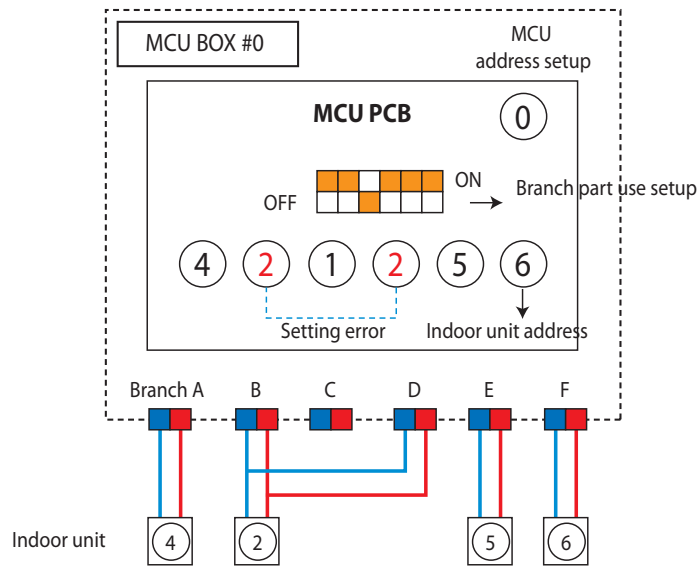 MCU BOX #0
MCU
address setup
MCU PCB
0
OFF
ON
Branch part use setup
4 2 1 2 5 6
Setting error
Indoor unit address
Branch A B C D E F
Indoor unit
4 2 5 6